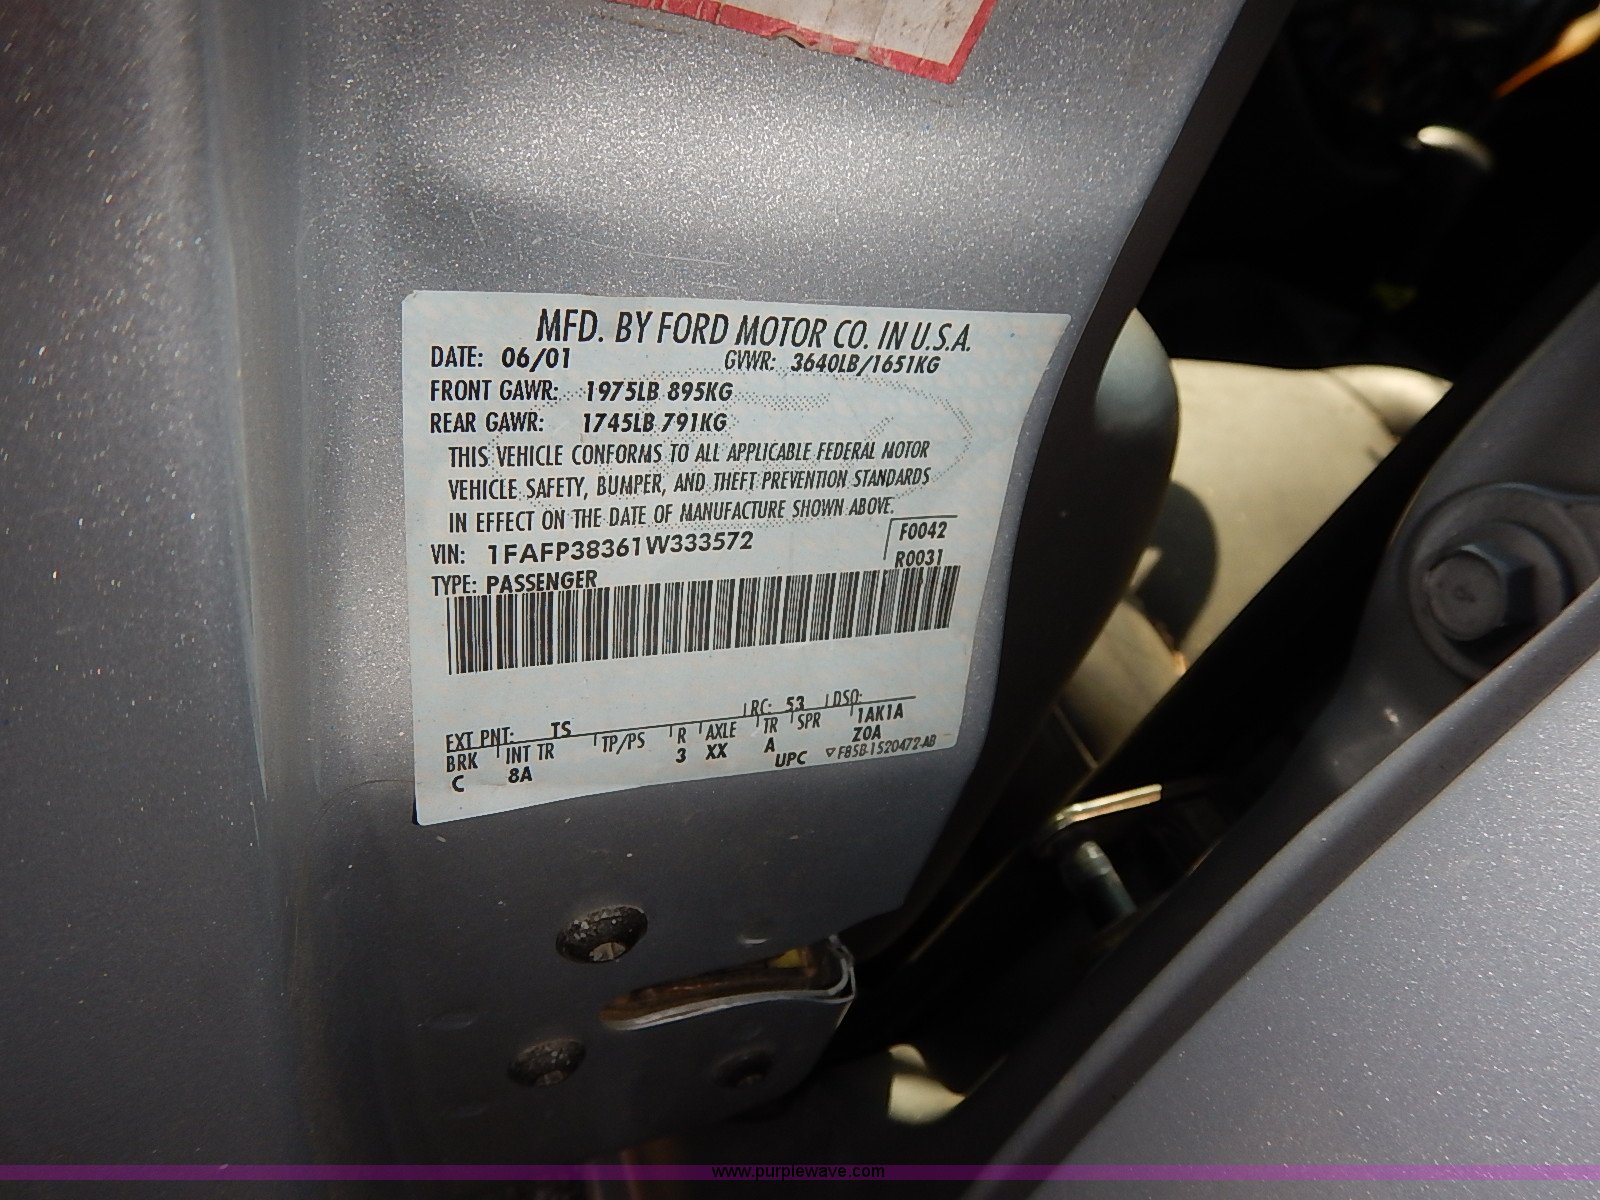 MFD. BY FORD MOTOR CO. IN U.S.A.
DATE: 06/01 GVWR: 3640LB/1651KG
FRONT GAWR: 1975LB 895KG
REAR GAWR: 1745LB 791KG
THIS VEHICLE CONFORMS TO ALL APPLICABLE FEDERAL MOTOR
VEHICLE SAFETY, BUMPER, AND THEFT PREVENTION STANDARDS
IN EFFECT ON THE DATE OF MANUFACTURE SHOWN ABOVE.
VIN: 1FAFP38361W333572 F0042
TYPE: PASSENGER R0031
EXT PNT: TS RC: 53 DSO:
BRK INT TR TP/PS R AXLE TR SPR 1AK1A
C 8A 3 XX A Z0A
UPC F85B-1520472-AB
www.purplewave.com